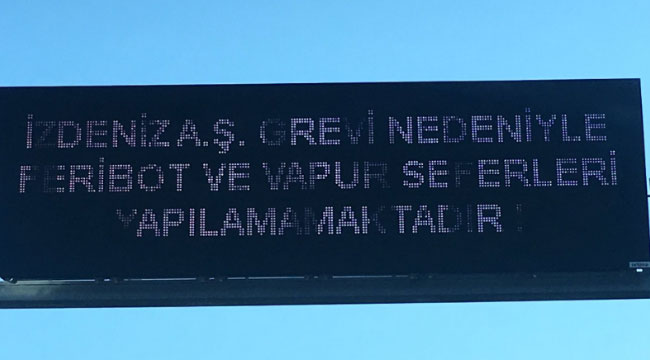 İZDENİZ A.Ş. GREVİ NEDENİYLE
FERİBOT VE VAPUR SEFERLERİ
YAPILAMAMAKTADIR !